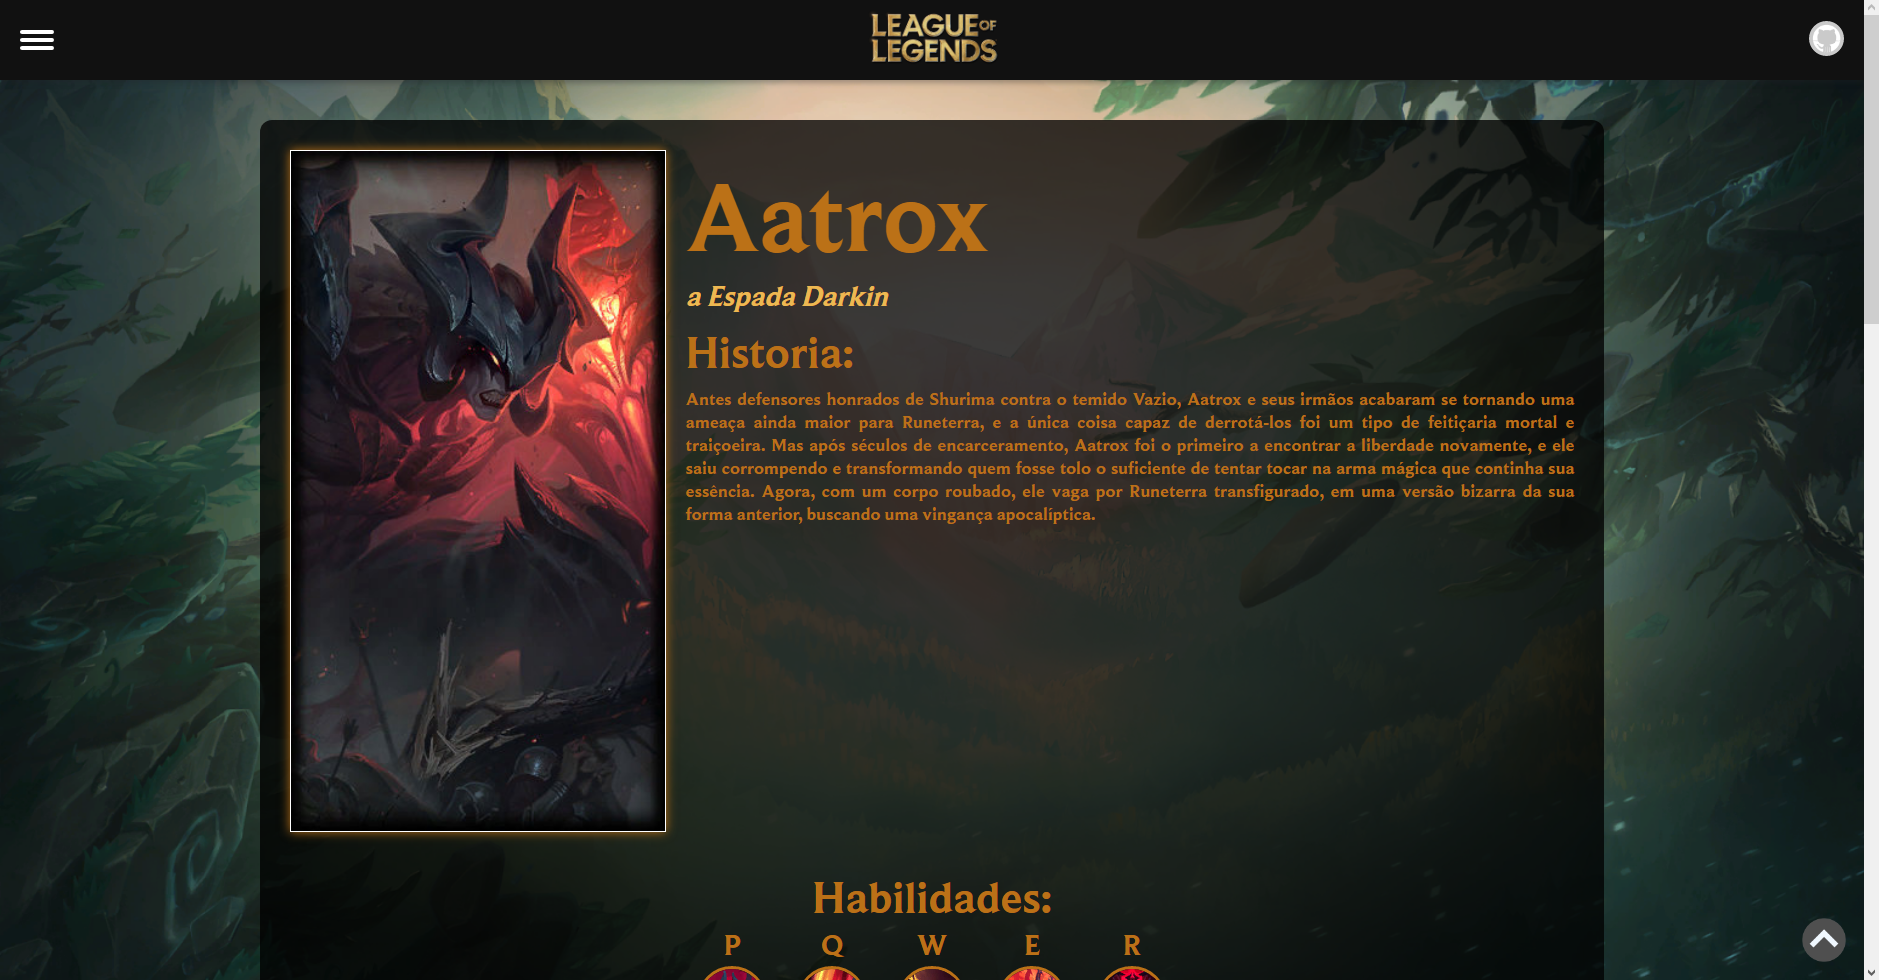 LEAGUE OF
LEGENDS
Aatrox
a Espada Darkin
Historia:
Antes defensores honrados de Shurima contra o temido Vazio, Aatrox e seus irmãos acabaram se tornando uma
ameaça ainda maior para Runeterra, e a única coisa capaz de derrotá-los foi um tipo de feitiçaria mortal e
traiçoeira. Mas após séculos de encarceramento, Aatrox foi o primeiro a encontrar a liberdade novamente, e ele
saiu corrompendo e transformando quem fosse tolo o suficiente de tentar tocar na arma mágica que continha sua
essência. Agora, com um corpo roubado, ele vaga por Runeterra transfigurado, em uma versão bizarra da sua
forma anterior, buscando uma vingança apocalíptica.
Habilidades:
P Q W E R